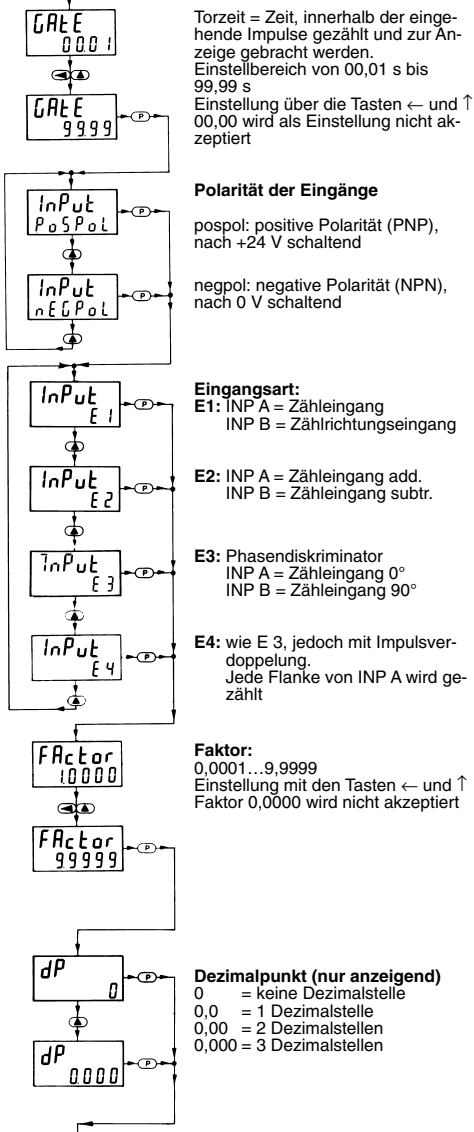 GAtE
00.01
GAtE
99.99
P
Torzeit = Zeit, innerhalb der einge-
hende Impulse gezählt und zur An-
zeige gebracht werden.
Einstellbereich von 00,01 s bis
99,99 s
Einstellung über die Tasten ← und ↑
00,00 wird als Einstellung nicht ak-
zeptiert
InPut
PoSPoL
P
InPut
nEGPoL
P
Polarität der Eingänge
pospol: positive Polarität (PNP),
nach +24 V schaltend
negpol: negative Polarität (NPN),
nach 0 V schaltend
InPut
E1
P
InPut
E2
P
InPut
E3
P
InPut
E4
P
Eingangsart:
E1: INP A = Zähleingang
INP B = Zählrichtungseingang
E2: INP A = Zähleingang add.
INP B = Zähleingang subtr.
E3: Phasendiskriminator
INP A = Zähleingang 0°
INP B = Zähleingang 90°
E4: wie E 3, jedoch mit Impulsver-
doppelung.
Jede Flanke von INP A wird ge-
zählt
FActor
1.0000
FActor
9.9999
P
Faktor:
0,0001...9,9999
Einstellung mit den Tasten ← und ↑
Faktor 0,0000 wird nicht akzeptiert
dP
0
P
dP
0.000
P
Dezimalpunkt (nur anzeigend)
0 = keine Dezimalstelle
0,0 = 1 Dezimalstelle
0,00 = 2 Dezimalstellen
0,000 = 3 Dezimalstellen